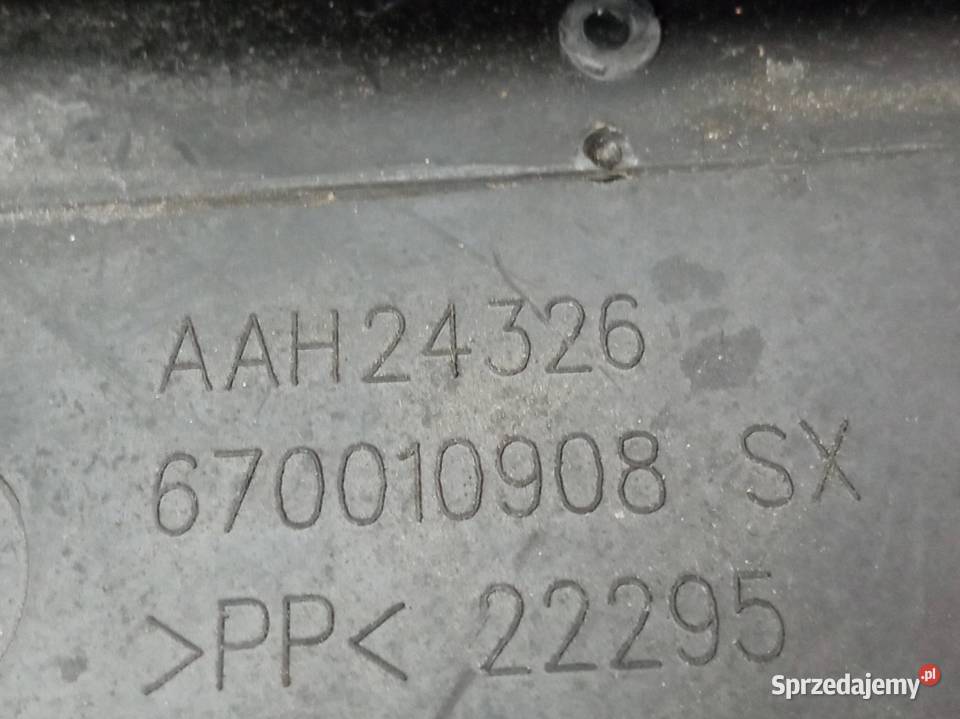 AAH24326
670010908 SX
>PP< 22295
Sprzedajemy.pl